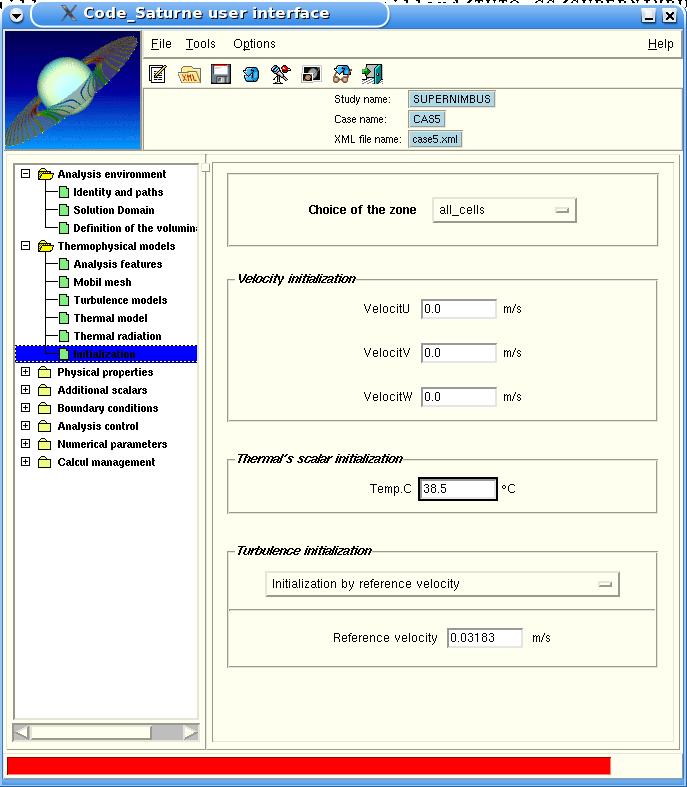 Code_Saturne user interface
File Tools Options Help
XML
Study name: SUPERNIMBUS
Case name: CAS5
XML file name: case5.xml
Analysis environment
Identity and paths
Solution Domain
Definition of the volumin
Thermophysical models
Analysis features
Mobil mesh
Turbulence models
Thermal model
Thermal radiation
Initialization
Physical properties
Additional scalars
Boundary conditions
Analysis control
Numerical parameters
Calcul management
Choice of the zone all_cells
Velocity initialization
VelocitU 0.0 m/s
VelocitV 0.0 m/s
VelocitW 0.0 m/s
Thermal's scalar initialization
Temp.C 38.5 °C
Turbulence initialization
Initialization by reference velocity
Reference velocity 0.03183 m/s